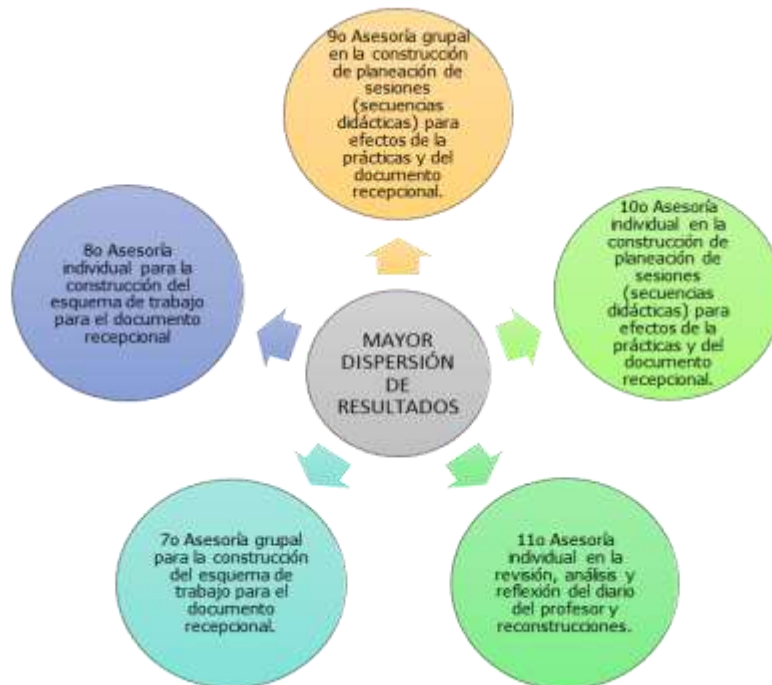 9o Asesoría grupal
en la construcción
de planeación de
sesiones
(secuencias
didácticas) para
efectos de la
prácticas y del
documento
recepcional.
10o Asesoría
individual en la
construcción de
planeación de
sesiones
(secuencias
didácticas) para
efectos de la
prácticas y del
documento
recepcional.
11o Asesoría
individual en la
revisión, análisis y
reflexión del diario
del profesor y
reconstrucciones.
7o Asesoría grupal
para la construcción
del esquema de
trabajo para el
documento
recepcional.
8o Asesoría
individual para la
construcción del
esquema de trabajo
para el documento
recepcional
MAYOR
DISPERSIÓN
DE
RESULTADOS